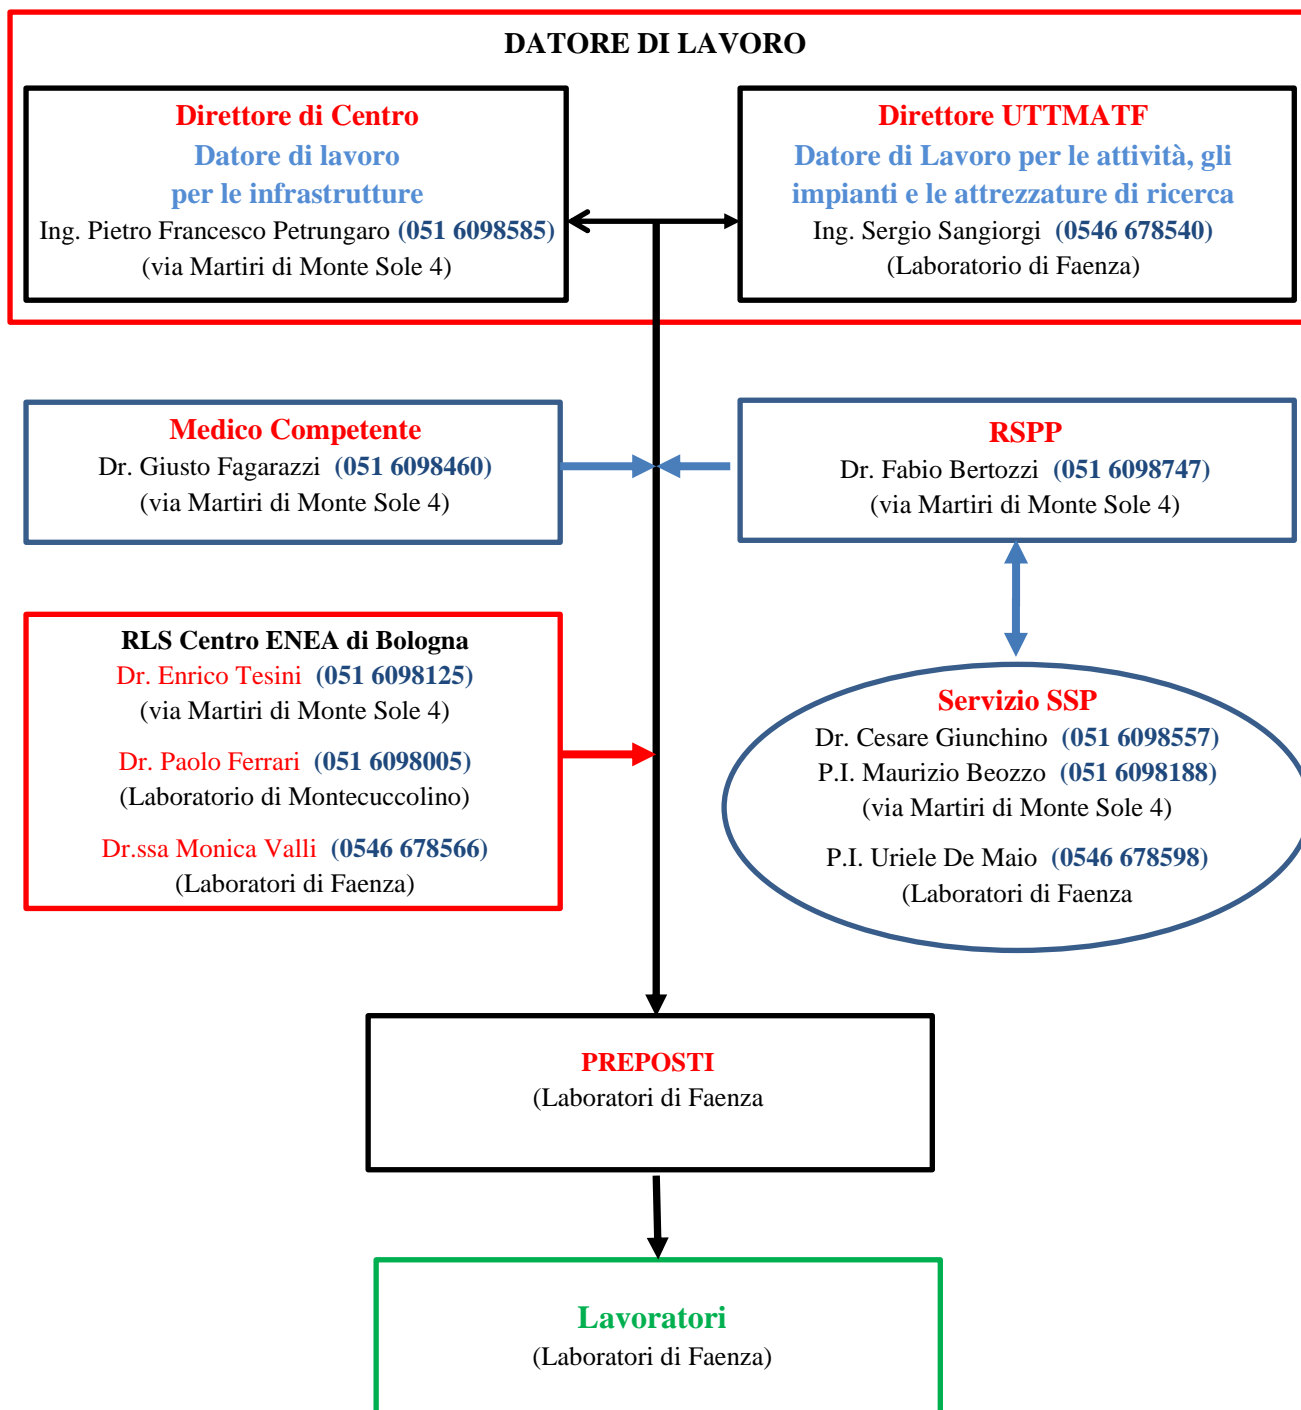 DATORE DI LAVORO
Direttore di Centro
Datore di lavoro
per le infrastrutture
Ing. Pietro Francesco Petrungaro (051 6098585)
(via Martiri di Monte Sole 4)
Direttore UTTMATF
Datore di Lavoro per le attività, gli
impianti e le attrezzature di ricerca
Ing. Sergio Sangiorgi (0546 678540)
(Laboratorio di Faenza)
Medico Competente
Dr. Giusto Fagarazzi (051 6098460)
(via Martiri di Monte Sole 4)
RSPP
Dr. Fabio Bertozzi (051 6098747)
(via Martiri di Monte Sole 4)
RLS Centro ENEA di Bologna
Dr. Enrico Tesini (051 6098125)
(via Martiri di Monte Sole 4)
Dr. Paolo Ferrari (051 6098005)
(Laboratorio di Montecuccolino)
Dr.ssa Monica Valli (0546 678566)
(Laboratori di Faenza)
Servizio SSP
Dr. Cesare Giunchino (051 6098557)
P.I. Maurizio Beozzo (051 6098188)
(via Martiri di Monte Sole 4)
P.I. Uriele De Maio (0546 678598)
(Laboratori di Faenza
PREPOSTI
(Laboratori di Faenza
Lavoratori
(Laboratori di Faenza)